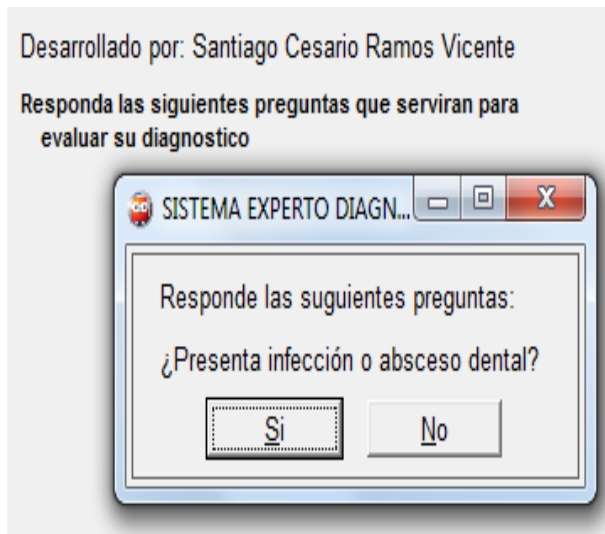 Desarrollado por: Santiago Cesario Ramos Vicente
Responda las siguientes preguntas que serviran para
evaluar su diagnostico
SISTEMA EXPERTO DIAGN...
Responde las suguientes preguntas:
¿Presenta infección o absceso dental?
Si No